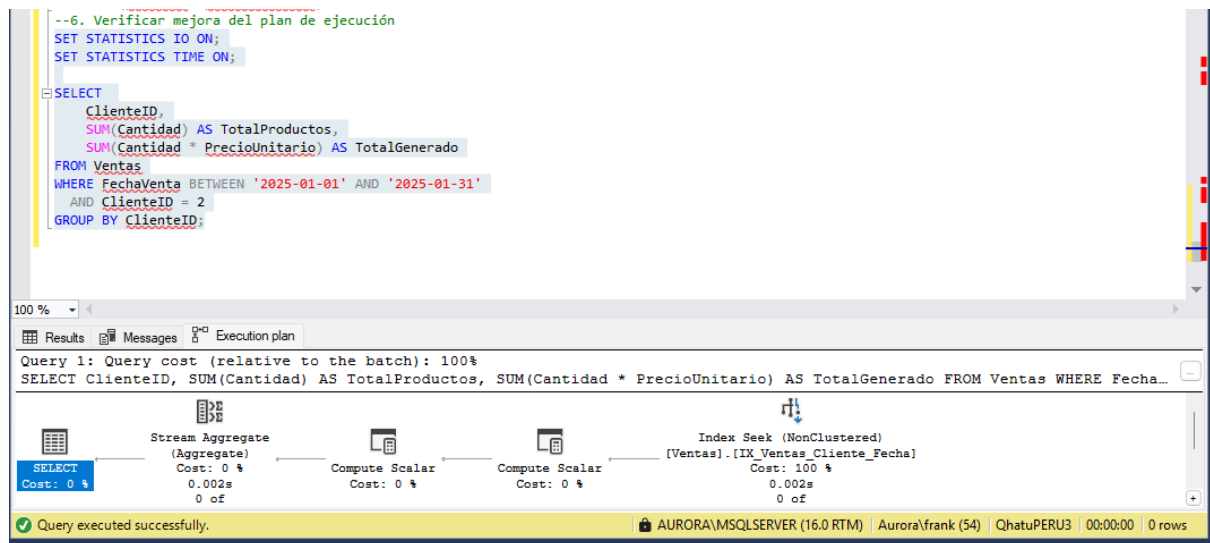 --6. Verificar mejora del plan de ejecución
SET STATISTICS IO ON;
SET STATISTICS TIME ON;
SELECT
ClienteID,
SUM(Cantidad) AS TotalProductos,
SUM(Cantidad * PrecioUnitario) AS TotalGenerado
FROM Ventas
WHERE FechaVenta BETWEEN '2025-01-01' AND '2025-01-31'
AND ClienteID = 2
GROUP BY ClienteID;
100 %
Results Messages Execution plan
Query 1: Query cost (relative to the batch): 100%
SELECT ClienteID, SUM(Cantidad) AS TotalProductos, SUM(Cantidad * PrecioUnitario) AS TotalGenerado FROM Ventas WHERE Fecha…
SELECT
Cost: 0 %
Stream Aggregate
(Aggregate)
Cost: 0 %
0.002s
0 of
Compute Scalar
Cost: 0 %
Compute Scalar
Cost: 0 %
Index Seek (NonClustered)
[Ventas].[IX_Ventas_Cliente_Fecha]
Cost: 100 %
0.002s
0 of
Query executed successfully.
AURORA\MSQLSERVER (16.0 RTM) Aurora\frank (54) QhatuPERU3 00:00:00 0 rows